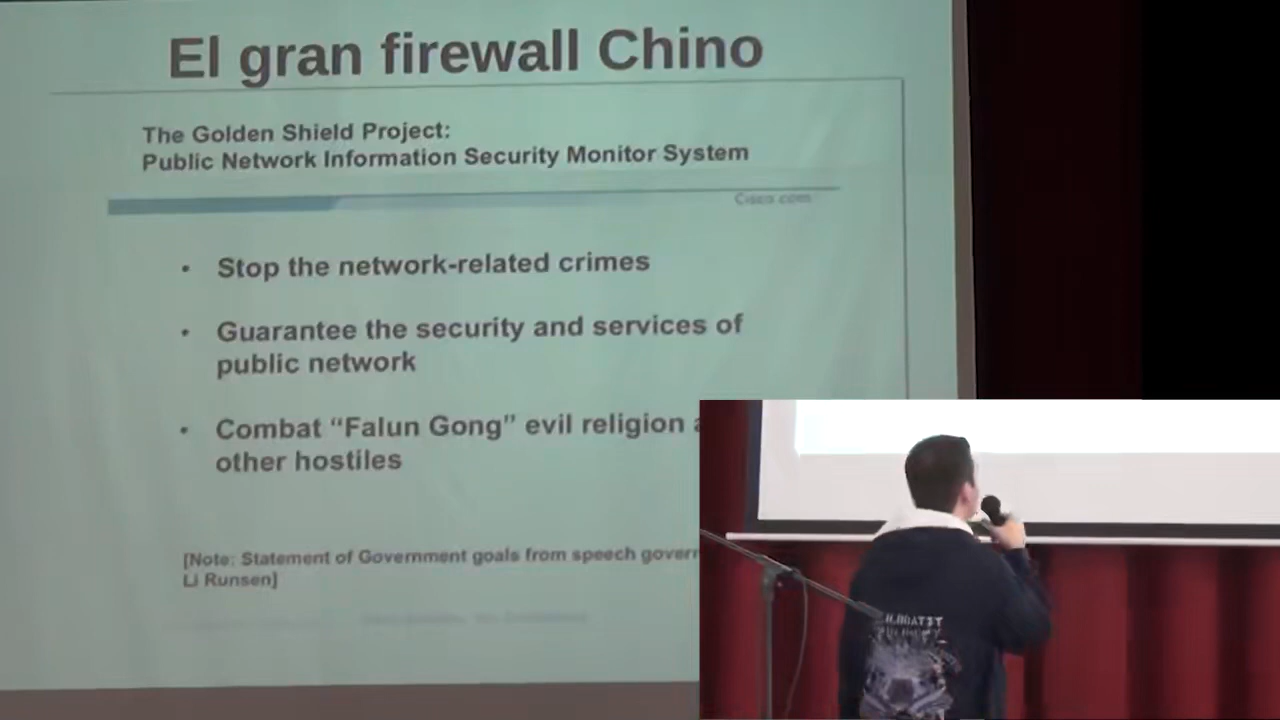 El gran firewall Chino
The Golden Shield Project:
Public Network Information Security Monitor System
Cisco.com
• Stop the network-related crimes
• Guarantee the security and services of
public network
• Combat “Falun Gong” evil religion
other hostiles
[Note: Statement of Government goals from speech
Li Runsen]